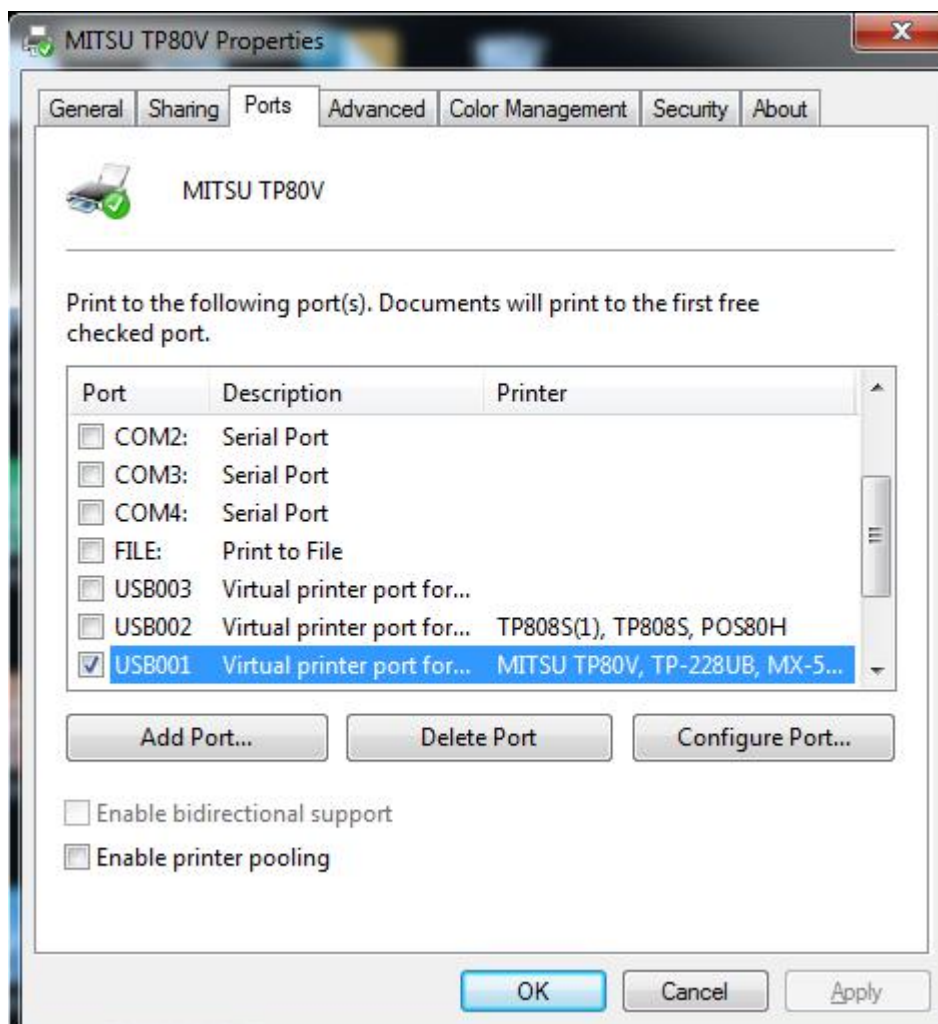 MITSU TP80V Properties
General Sharing Ports Advanced Color Management Security About
MITSU TP80V
Print to the following port(s). Documents will print to the first free
checked port.
Port Description Printer
COM2: Serial Port
COM3: Serial Port
COM4: Serial Port
FILE: Print to File
USB003 Virtual printer port for...
USB002 Virtual printer port for... TP808S(1), TP808S, POS80H
USB001 Virtual printer port for... MITSU TP80V, TP-228UB, MX-5...
Add Port... Delete Port Configure Port...
Enable bidirectional support
Enable printer pooling
OK Cancel Apply